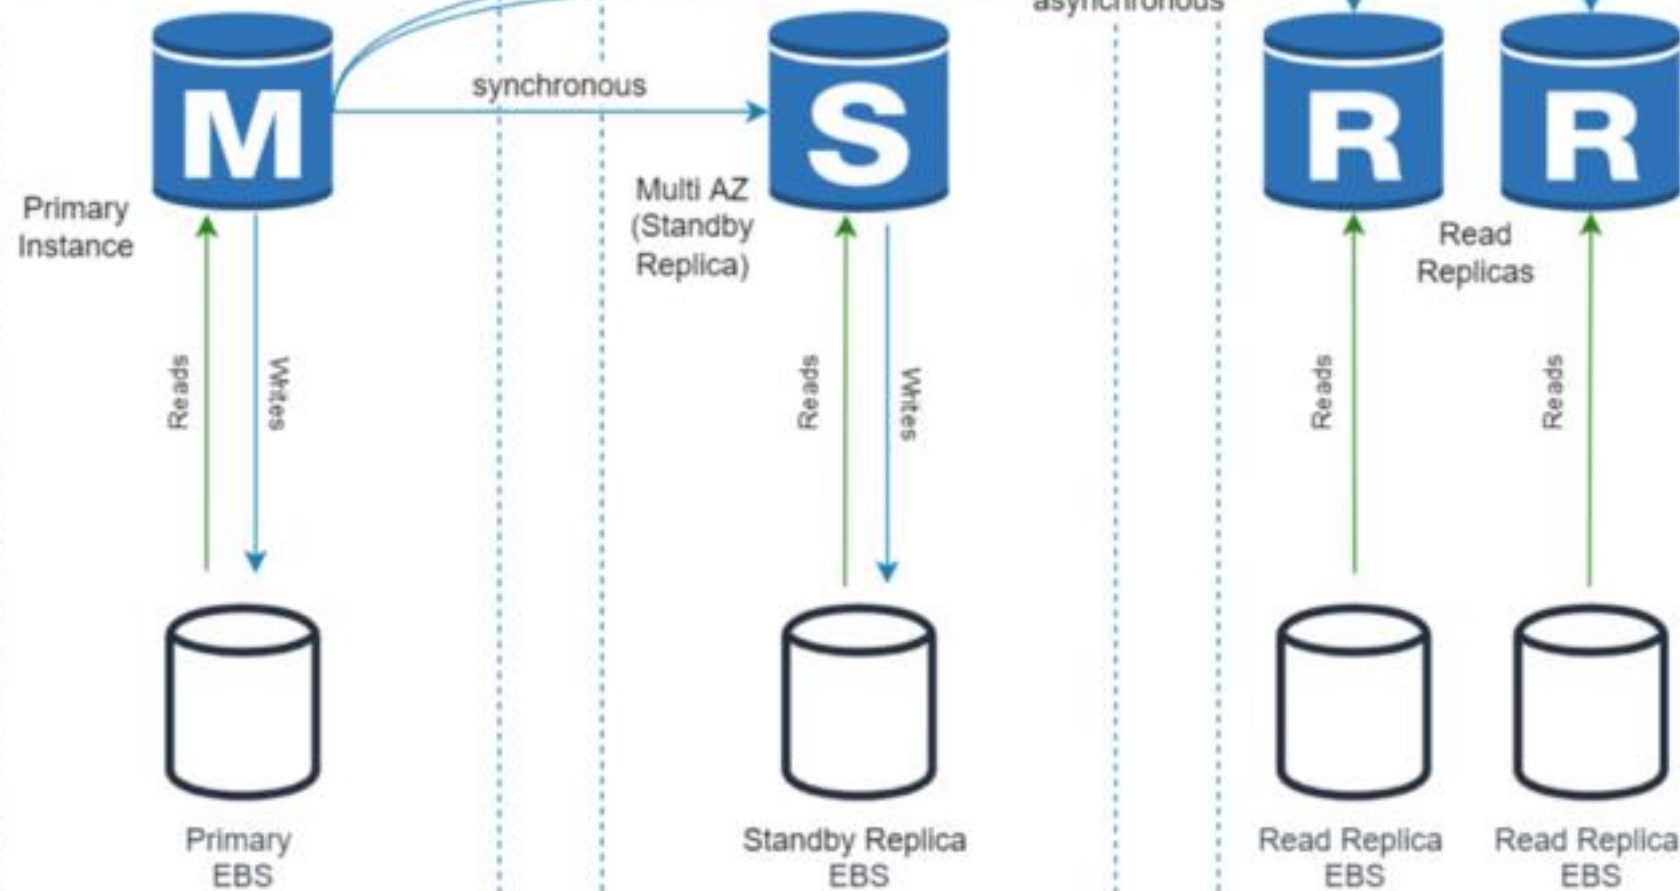 asynchronous
M
synchronous
S
R
R
Primary
Instance
Multi AZ
(Standby
Replica)
Read
Replicas
Reads
Writes
Reads
Writes
Reads
Reads
Primary
EBS
Standby Replica
EBS
Read Replica
EBS
Read Replica
EBS